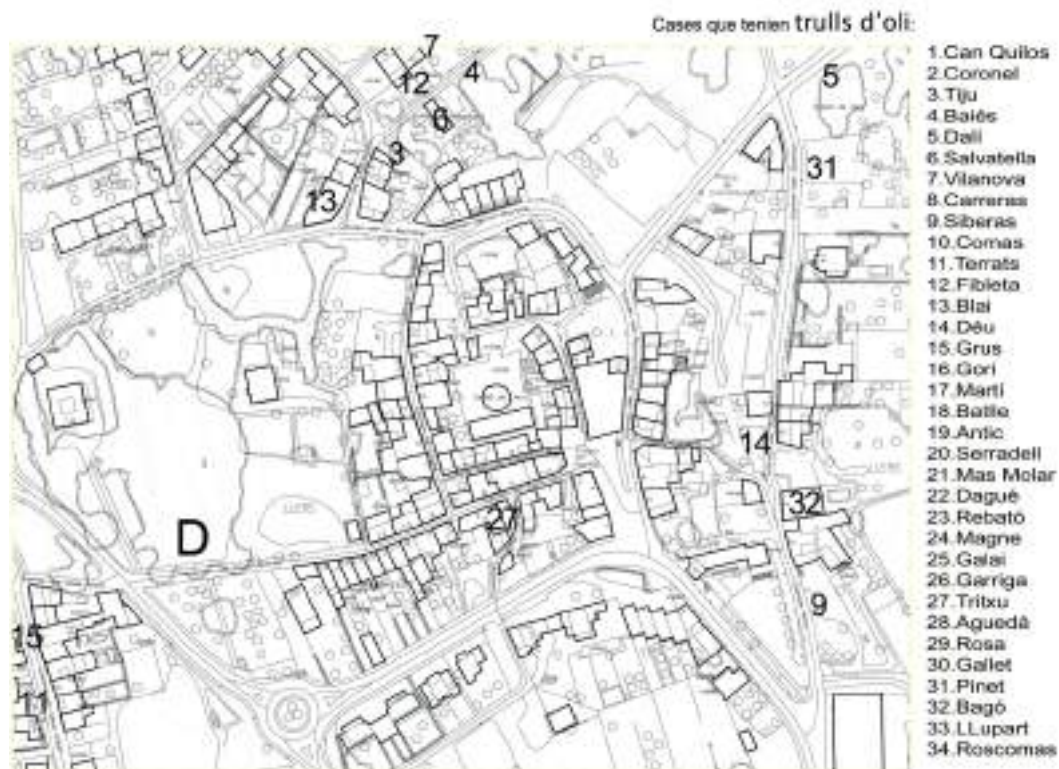 Cases que tenien trulls d'oli:
1.Can Quilos
2.Coronel
3.Tiju
4.Balés
5.Dalí
6.Salvatella
7.Vilanova
8.Carreras
9.Siberas
10.Comas
11.Terrats
12.Fibleta
13.Blai
14.Déu
15.Grus
16.Gori
17.Martí
18.Batlle
19.Antic
20.Serradell
21.Mas Molar
22.Dagué
23.Rebató
24.Magne
25.Galai
26.Garriga
27.Tritxu
28.Aguedà
29.Rosa
30.Gallet
31.Pinet
32.Bagó
33.LLupart
34.Roscomas
7
12
4
5
6
3
31
13
14
27
32
D
9
15